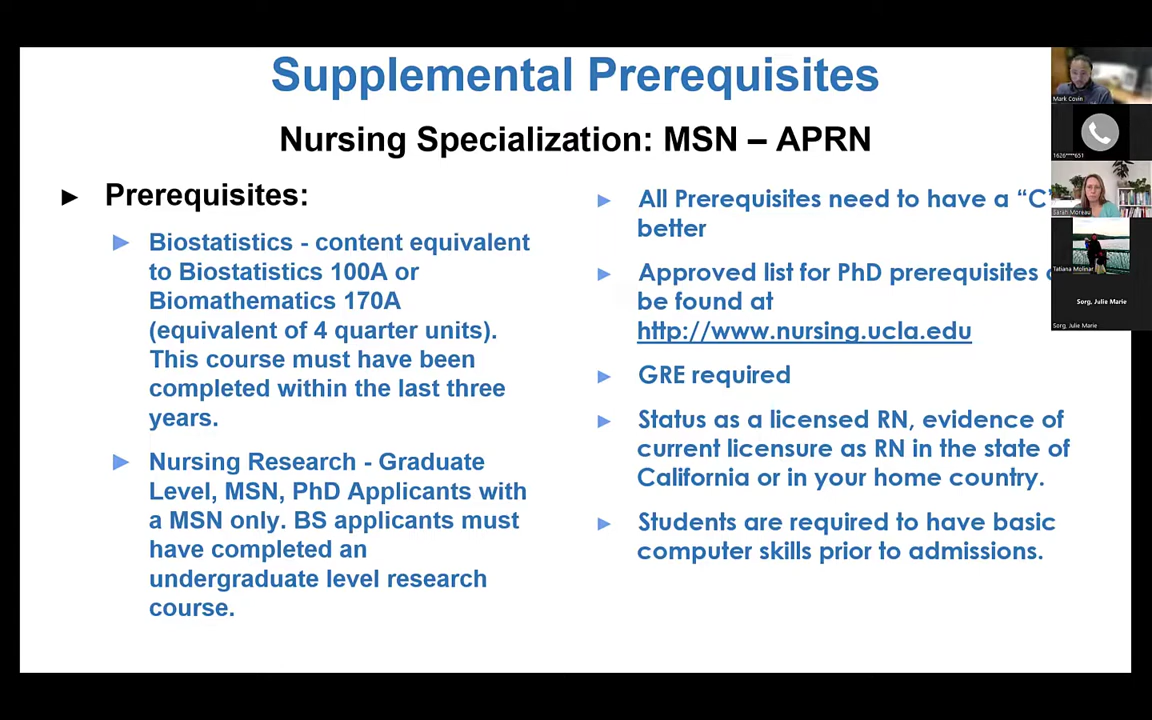 Supplemental Prerequisites
Nursing Specialization: MSN – APRN
► Prerequisites:
► Biostatistics - content equivalent
to Biostatistics 100A or
Biomathematics 170A
(equivalent of 4 quarter units).
This course must have been
completed within the last three
years.
► Nursing Research - Graduate
Level, MSN, PhD Applicants with
a MSN only. BS applicants must
have completed an
undergraduate level research
course.
► All Prerequisites need to have a “C”
better
► Approved list for PhD prerequisites
be found at
http://www.nursing.ucla.edu
► GRE required
► Status as a licensed RN, evidence of
current licensure as RN in the state of
California or in your home country.
► Students are required to have basic
computer skills prior to admissions.
Mark Covin
1626****651
Sarah Moreau
Tatiana Molinar
Sorg, Julie Marie
Sorg, Julie Marie